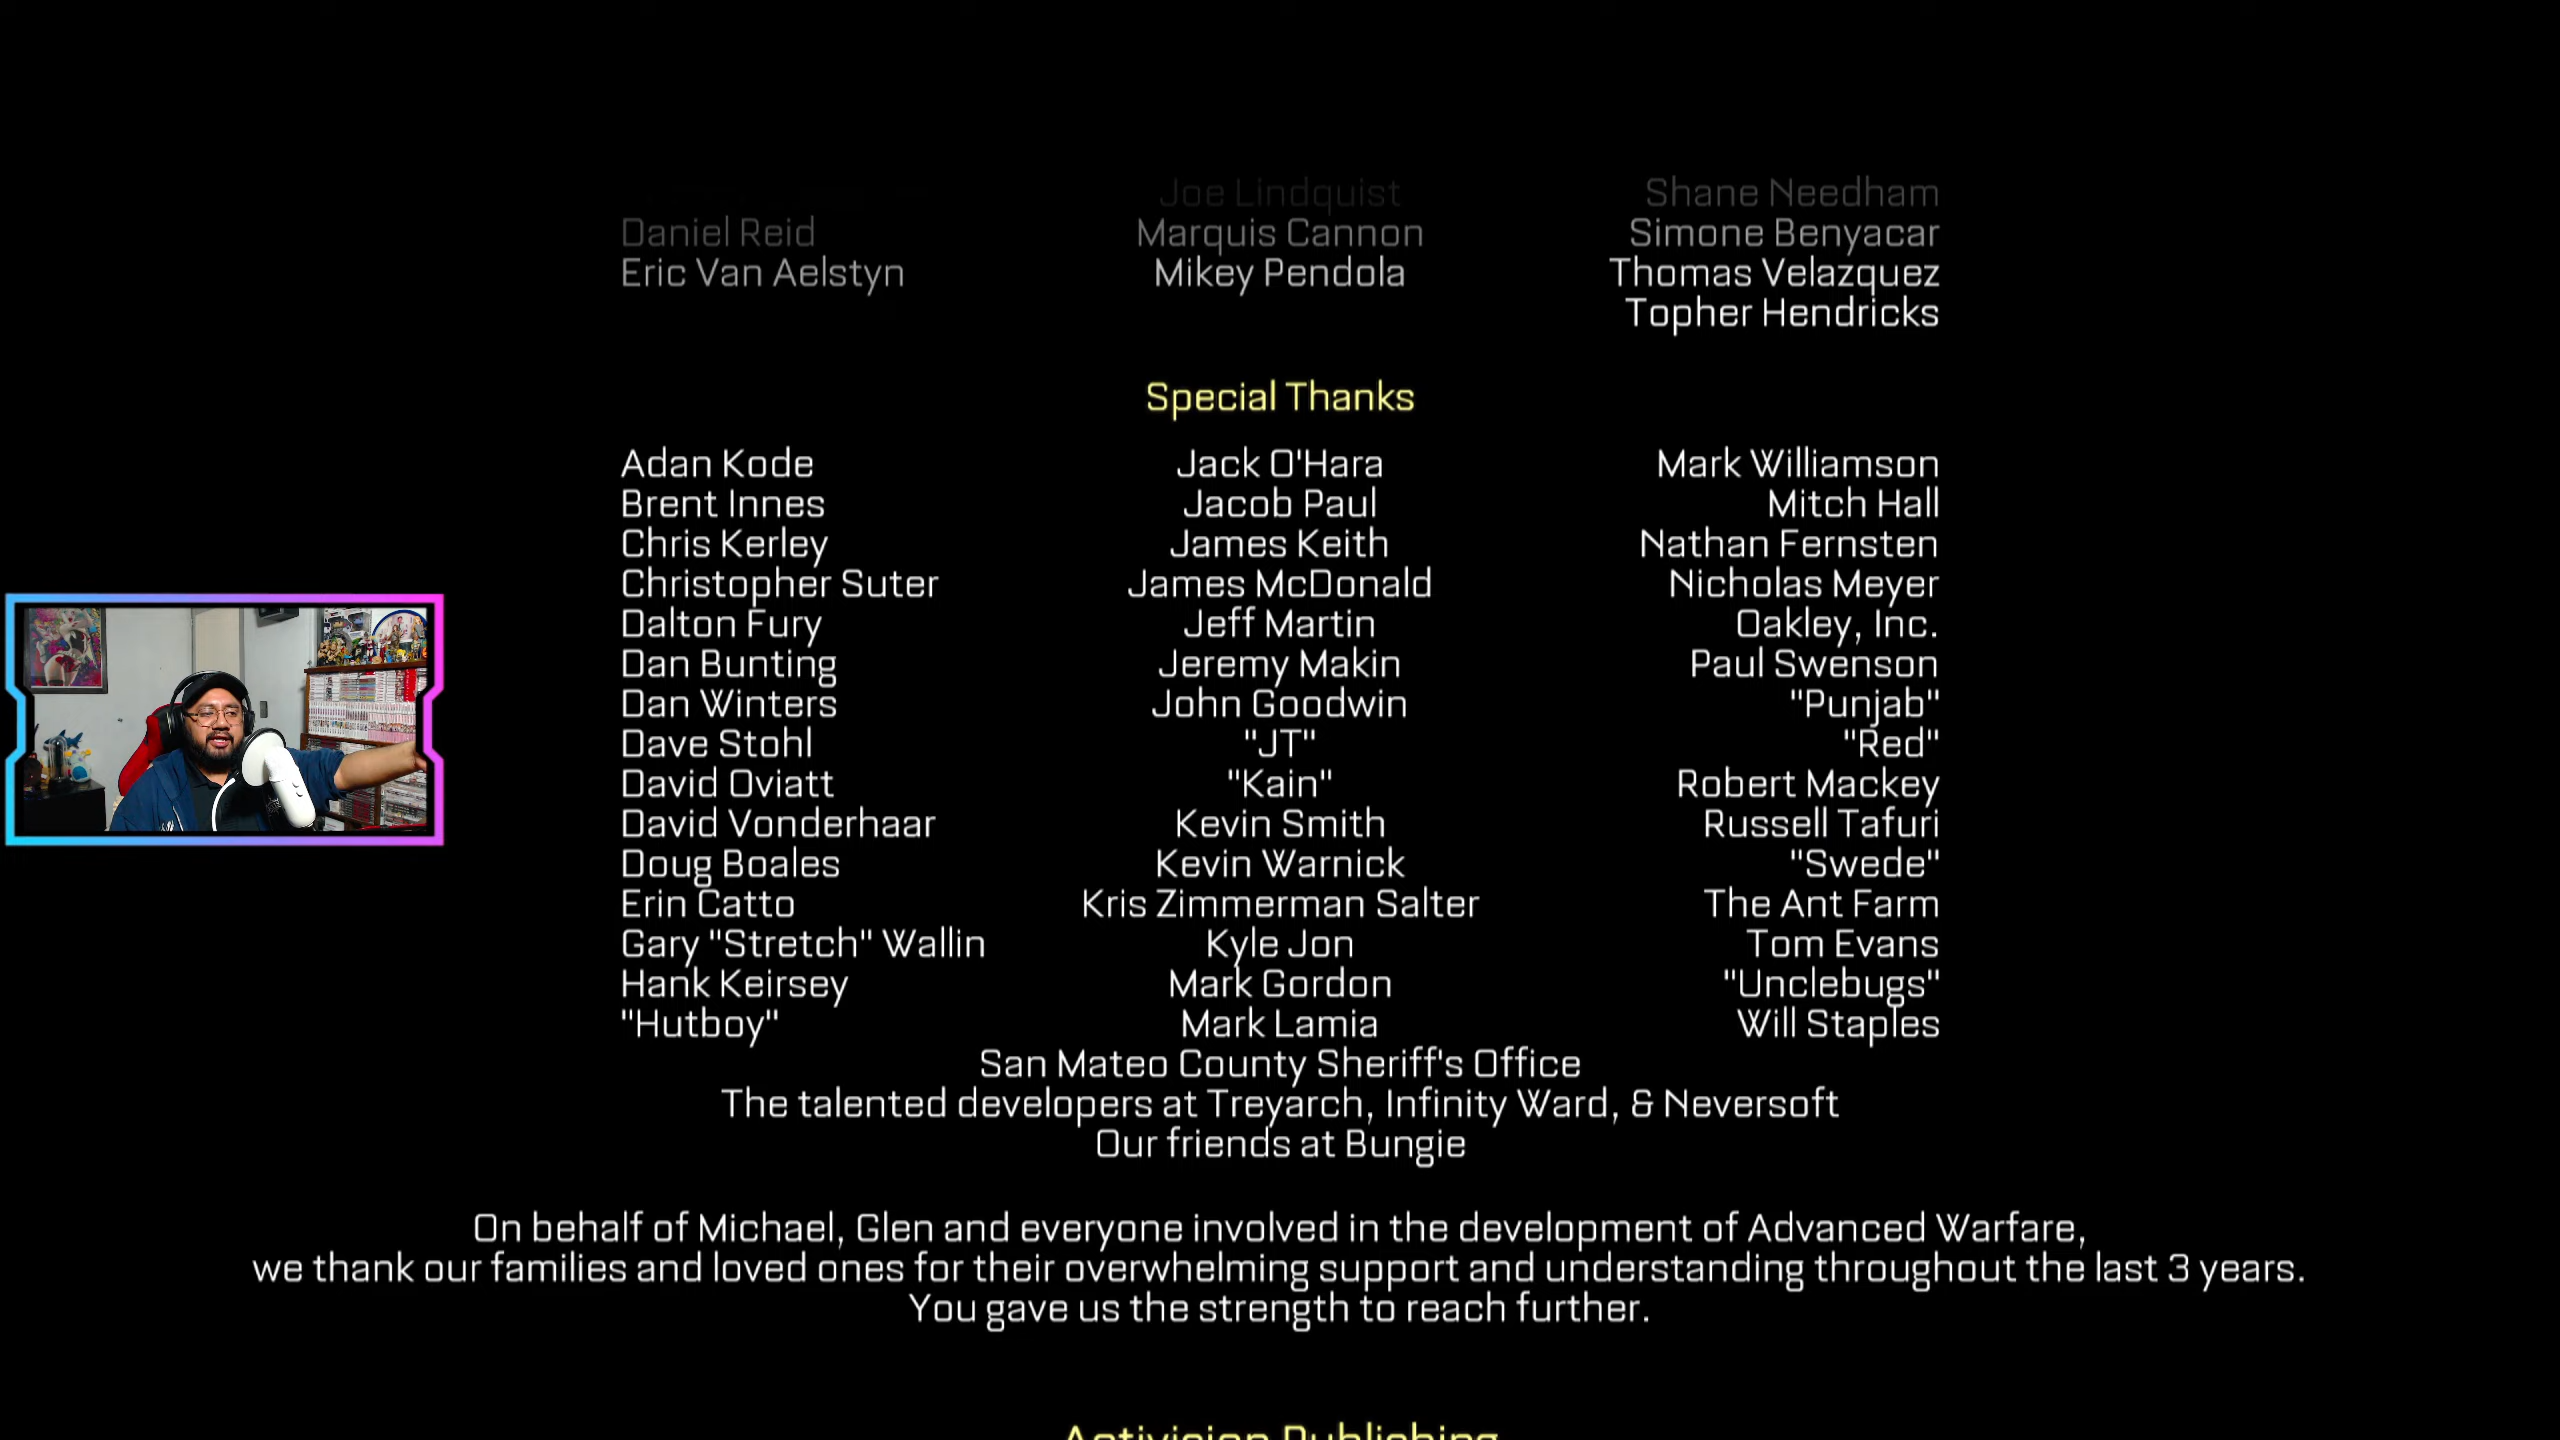 Joe Lindquist Shane Needham
Daniel Reid Marquis Cannon Simone Benyacar
Eric Van Aelstyn Mikey Pendola Thomas Velazquez
Topher Hendricks
Special Thanks
Adan Kode Jack O'Hara Mark Williamson
Brent Innes Jacob Paul Mitch Hall
Chris Kerley James Keith Nathan Fernsten
Christopher Suter James McDonald Nicholas Meyer
Dalton Fury Jeff Martin Oakley, Inc.
Dan Bunting Jeremy Makin Paul Swenson
Dan Winters John Goodwin "Punjab"
Dave Stohl "JT" "Red"
David Oviatt "Kain" Robert Mackey
David Vonderhaar Kevin Smith Russell Tafuri
Doug Boales Kevin Warnick "Swede"
Erin Catto Kris Zimmerman Salter The Ant Farm
Gary "Stretch" Wallin Kyle Jon Tom Evans
Hank Keirsey Mark Gordon "Unclebugs"
"Hutboy" Mark Lamia Will Staples
San Mateo County Sheriff's Office
The talented developers at Treyarch, Infinity Ward, & Neversoft
Our friends at Bungie
On behalf of Michael, Glen and everyone involved in the development of Advanced Warfare,
we thank our families and loved ones for their overwhelming support and understanding throughout the last 3 years.
You gave us the strength to reach further.
Activision Publishing